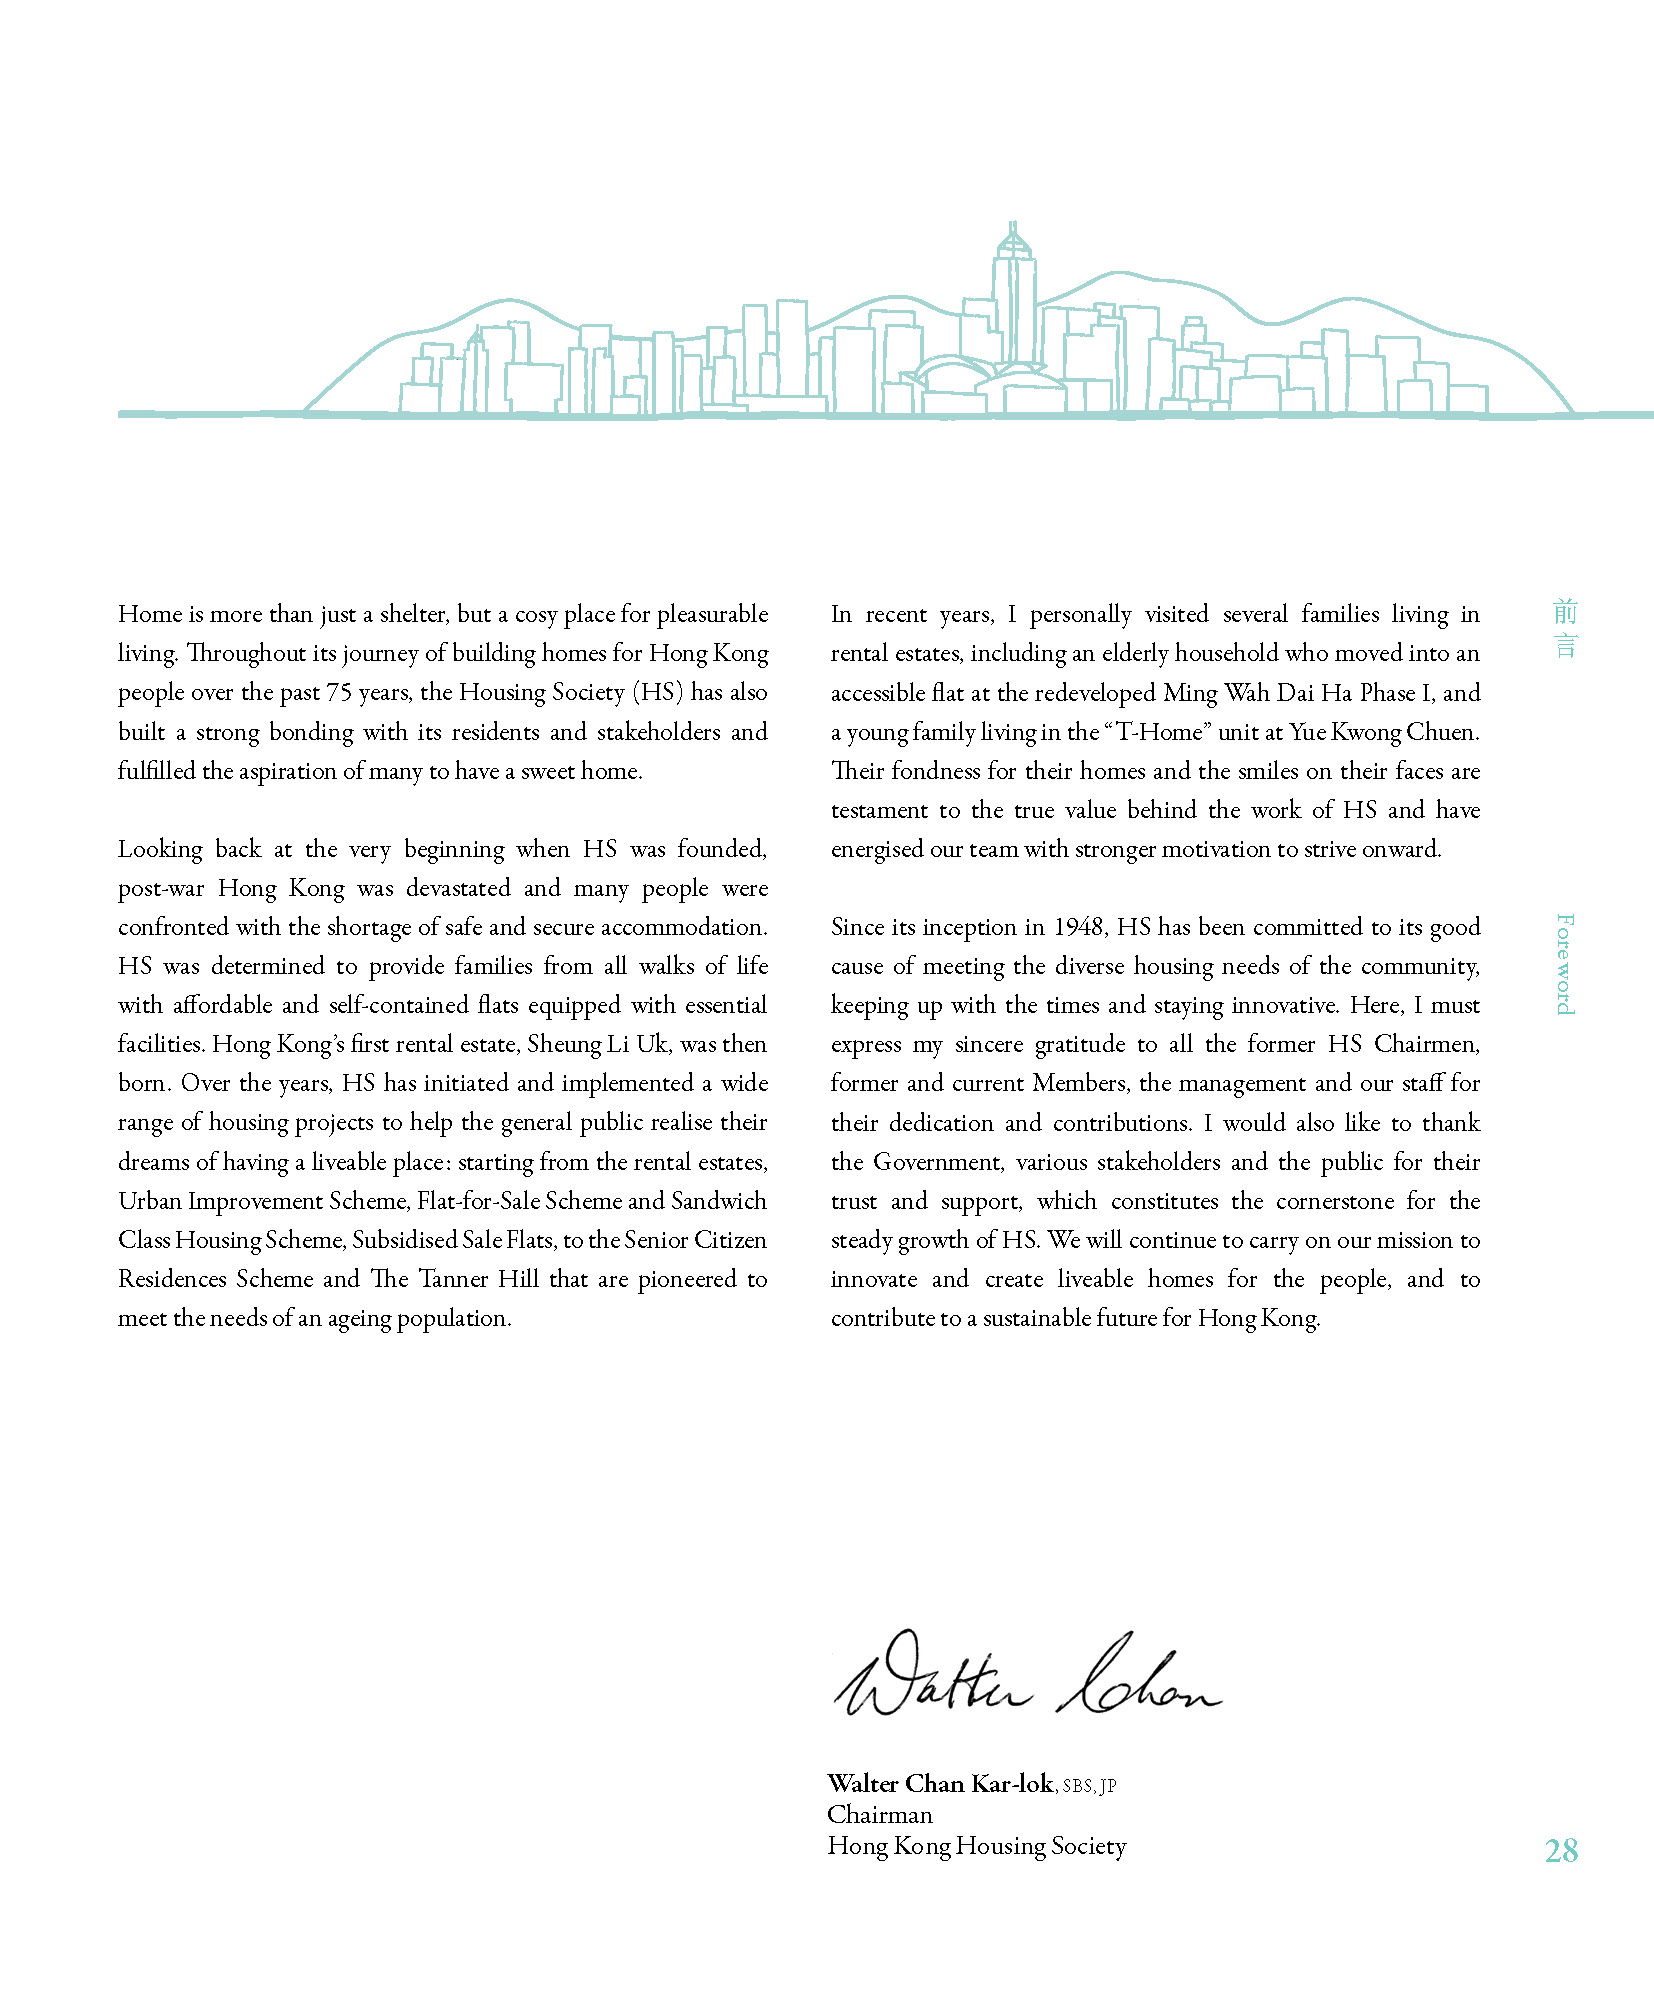 Home is more than just a shelter, but a cosy place for pleasurable
living. Throughout its journey of building homes for Hong Kong
people over the past 75 years, the Housing Society (HS) has also
built a strong bonding with its residents and stakeholders and
fulfilled the aspiration of many to have a sweet home.
Looking back at the very beginning when HS was founded,
post-war Hong Kong was devastated and many people were
confronted with the shortage of safe and secure accommodation.
HS was determined to provide families from all walks of life
with affordable and self-contained flats equipped with essential
facilities. Hong Kong’s first rental estate, Sheung Li Uk, was then
born. Over the years, HS has initiated and implemented a wide
range of housing projects to help the general public realise their
dreams of having a liveable place: starting from the rental estates,
Urban Improvement Scheme, Flat-for-Sale Scheme and Sandwich
Class Housing Scheme, Subsidised Sale Flats, to the Senior Citizen
Residences Scheme and The Tanner Hill that are pioneered to
meet the needs of an ageing population.
In recent years, I personally visited several families living in
rental estates, including an elderly household who moved into an
accessible flat at the redeveloped Ming Wah Dai Ha Phase I, and
a young family living in the “T-Home” unit at Yue Kwong Chuen.
Their fondness for their homes and the smiles on their faces are
testament to the true value behind the work of HS and have
energised our team with stronger motivation to strive onward.
Since its inception in 1948, HS has been committed to its good
cause of meeting the diverse housing needs of the community,
keeping up with the times and staying innovative. Here, I must
express my sincere gratitude to all the former HS Chairmen,
former and current Members, the management and our staff for
their dedication and contributions. I would also like to thank
the Government, various stakeholders and the public for their
trust and support, which constitutes the cornerstone for the
steady growth of HS. We will continue to carry on our mission to
innovate and create liveable homes for the people, and to
contribute to a sustainable future for Hong Kong.
Walter Chan
Walter Chan Kar-lok, SBS, JP
Chairman
Hong Kong Housing Society
前言
Foreword
28